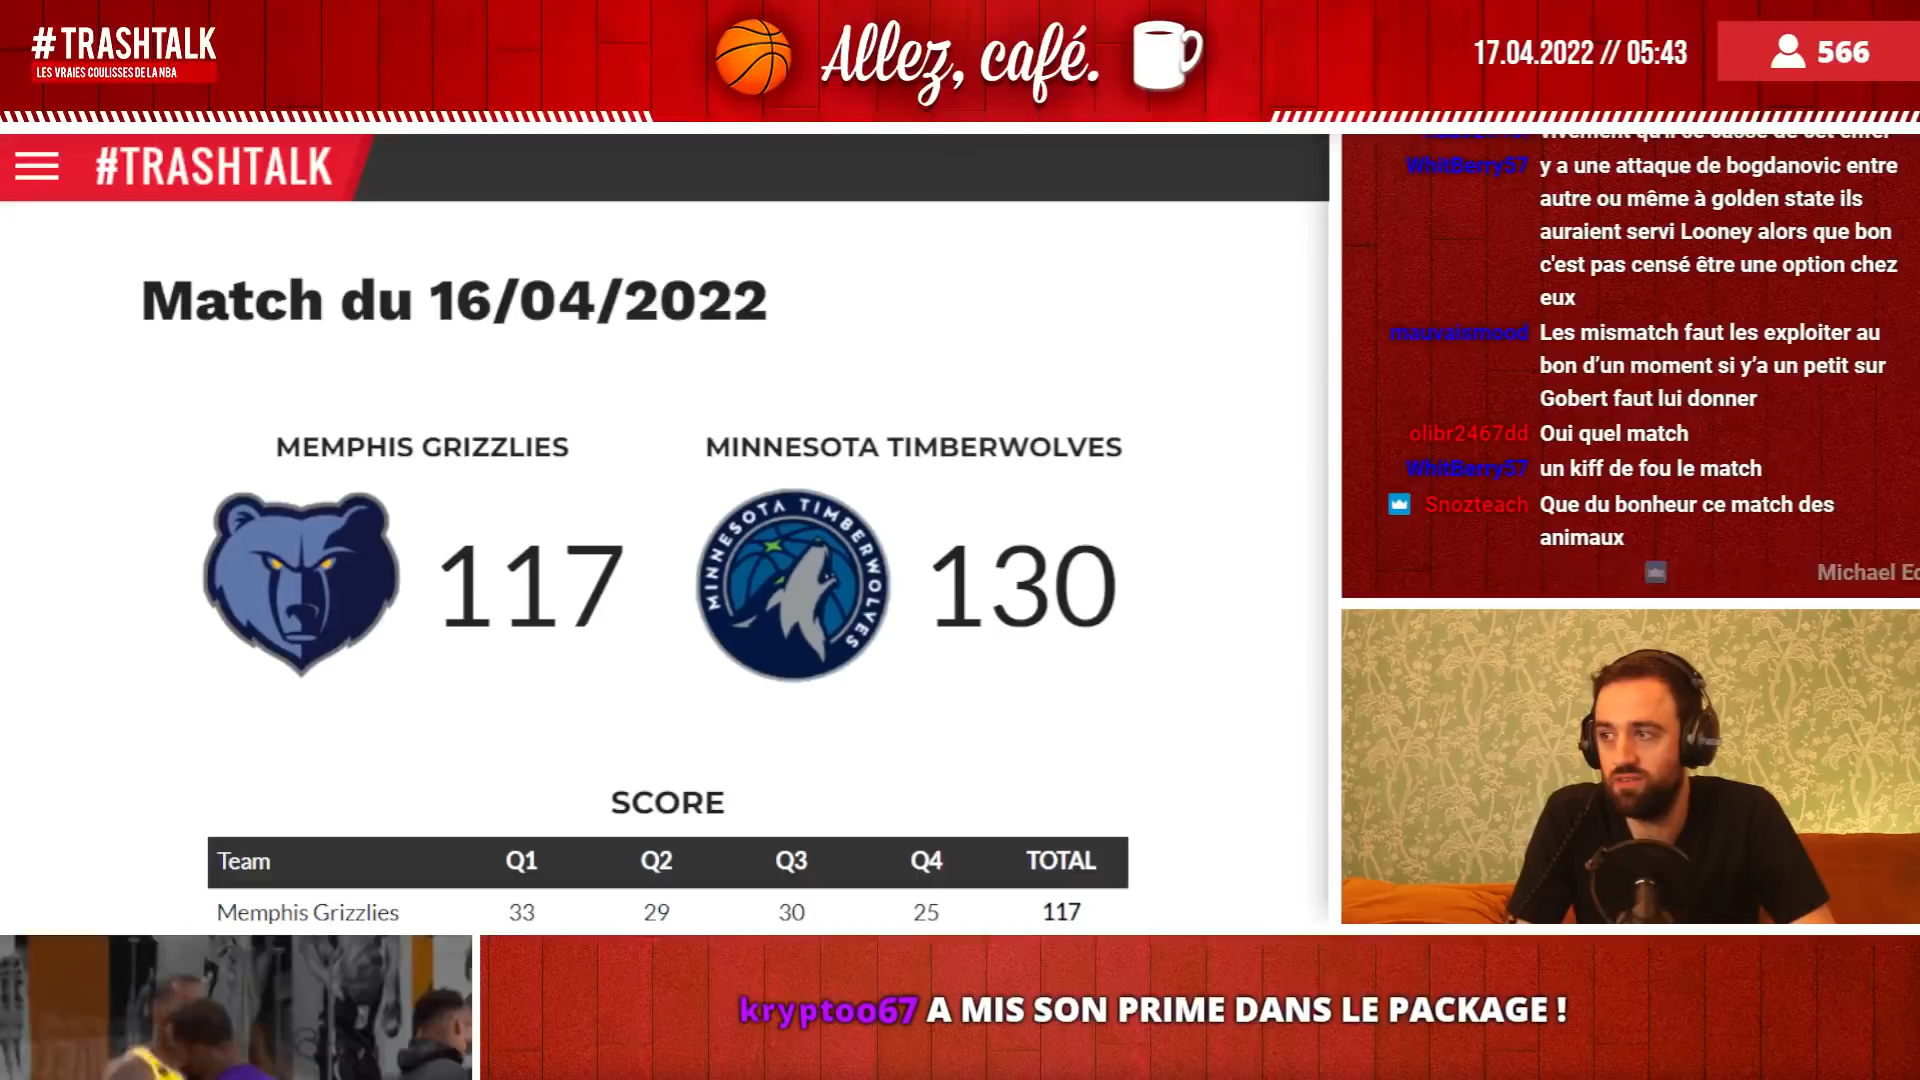 #TRASHTALK
LES VRAIES COULISSES DE LA NBA
Allez, café.
17.04.2022 // 05:43
566
#TRASHTALK
Match du 16/04/2022
MEMPHIS GRIZZLIES
117
MINNESOTA TIMBERWOLVES
MINNESOTA TIMBERWOLVES
130
SCORE
Team Q1 Q2 Q3 Q4 TOTAL
Memphis Grizzlies 33 29 30 25 117
WhitBerry57 y a une attaque de bogdanovic entre
autre ou même à golden state ils
auraient servi Looney alors que bon
c'est pas censé être une option chez
eux
mauvaismood Les mismatch faut les exploiter au
bon d’un moment si y’a un petit sur
Gobert faut lui donner
olibr2467dd Oui quel match
WhitBerry57 un kiff de fou le match
Snozteach Que du bonheur ce match des
animaux
Michael
kryptoo67 A MIS SON PRIME DANS LE PACKAGE !